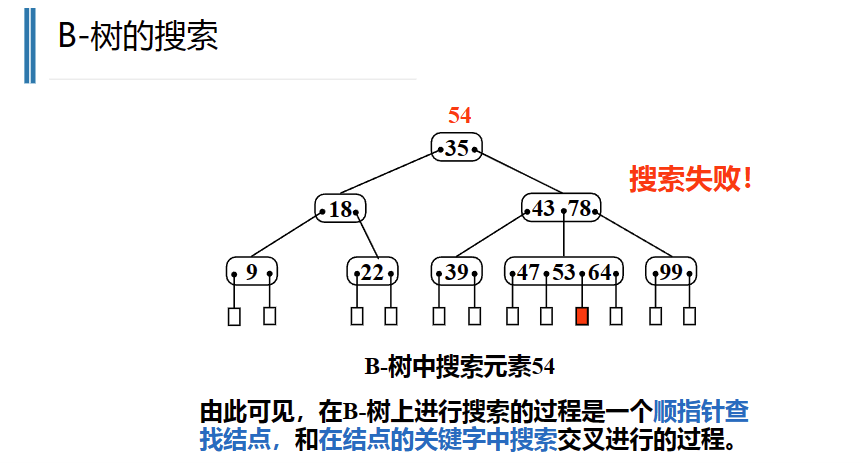 B-树的搜索
54
35
搜索失败！
18
43 78
9
22
39
47 53 64
99
B-树中搜索元素54
由此可见，在B-树上进行搜索的过程是一个顺指针查
找结点，和在结点的关键字中搜索交叉进行的过程。